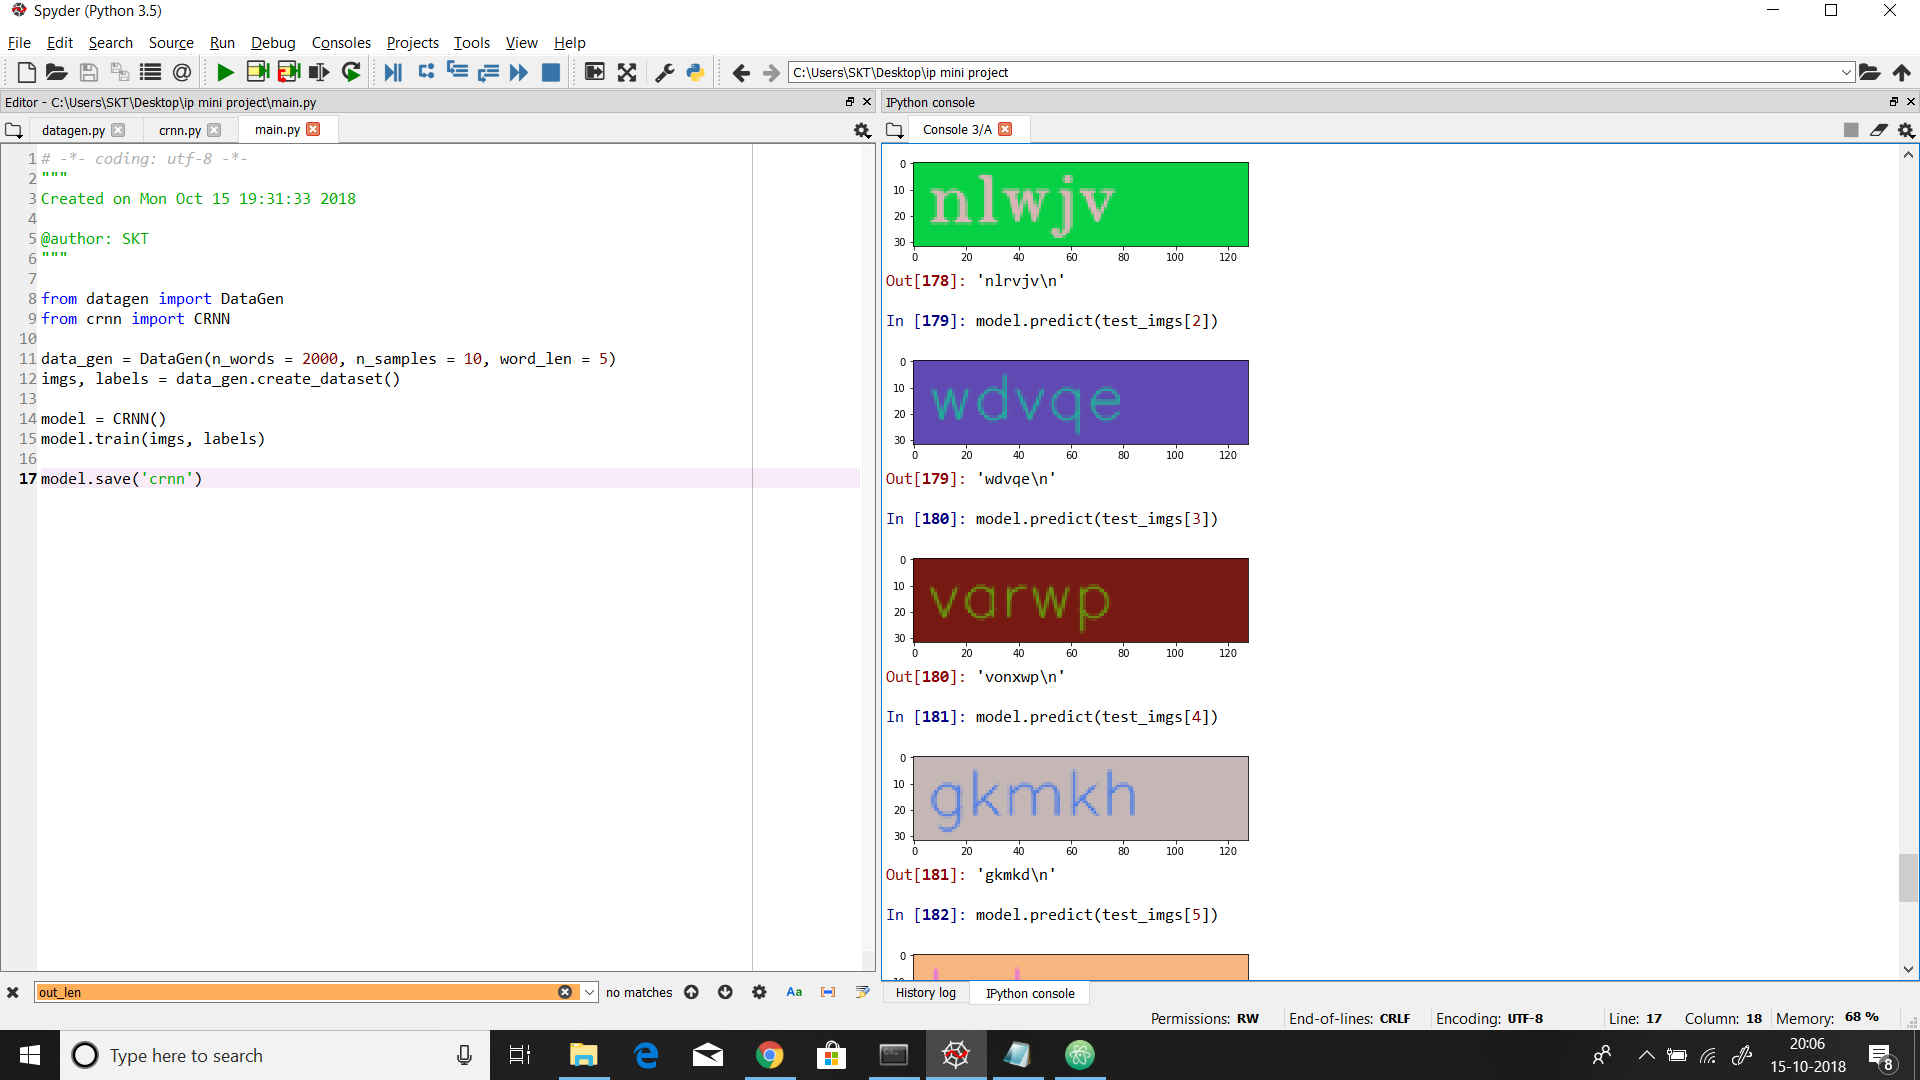 Spyder (Python 3.5)
File Edit Search Source Run Debug Consoles Projects Tools View Help
C:\Users\SKT\Desktop\ip mini project
Editor - C:\Users\SKT\Desktop\ip mini project\main.py
datagen.py crnn.py main.py
1 # -*- coding: utf-8 -*-
2 """
3 Created on Mon Oct 15 19:31:33 2018
4
5 @author: SKT
6 """
7
8 from datagen import DataGen
9 from crnn import CRNN
10
11 data_gen = DataGen(n_words = 2000, n_samples = 10, word_len = 5)
12 imgs, labels = data_gen.create_dataset()
13
14 model = CRNN()
15 model.train(imgs, labels)
16
17 model.save('crnn')
out_len no matches Aa
IPython console
Console 3/A
0
10
20
30
nlwjv
0 20 40 60 80 100 120
Out[178]: 'nlrvjv\n'
In [179]: model.predict(test_imgs[2])
0
10
20
30
wdvqe
0 20 40 60 80 100 120
Out[179]: 'wdvqe\n'
In [180]: model.predict(test_imgs[3])
0
10
20
30
varwp
0 20 40 60 80 100 120
Out[180]: 'vonxwp\n'
In [181]: model.predict(test_imgs[4])
0
10
20
30
gkmkh
0 20 40 60 80 100 120
Out[181]: 'gkmkd\n'
In [182]: model.predict(test_imgs[5])
0
History log IPython console
Permissions: RW End-of-lines: CRLF Encoding: UTF-8 Line: 17 Column: 18 Memory: 68 %
Type here to search
20:06
15-10-2018
8